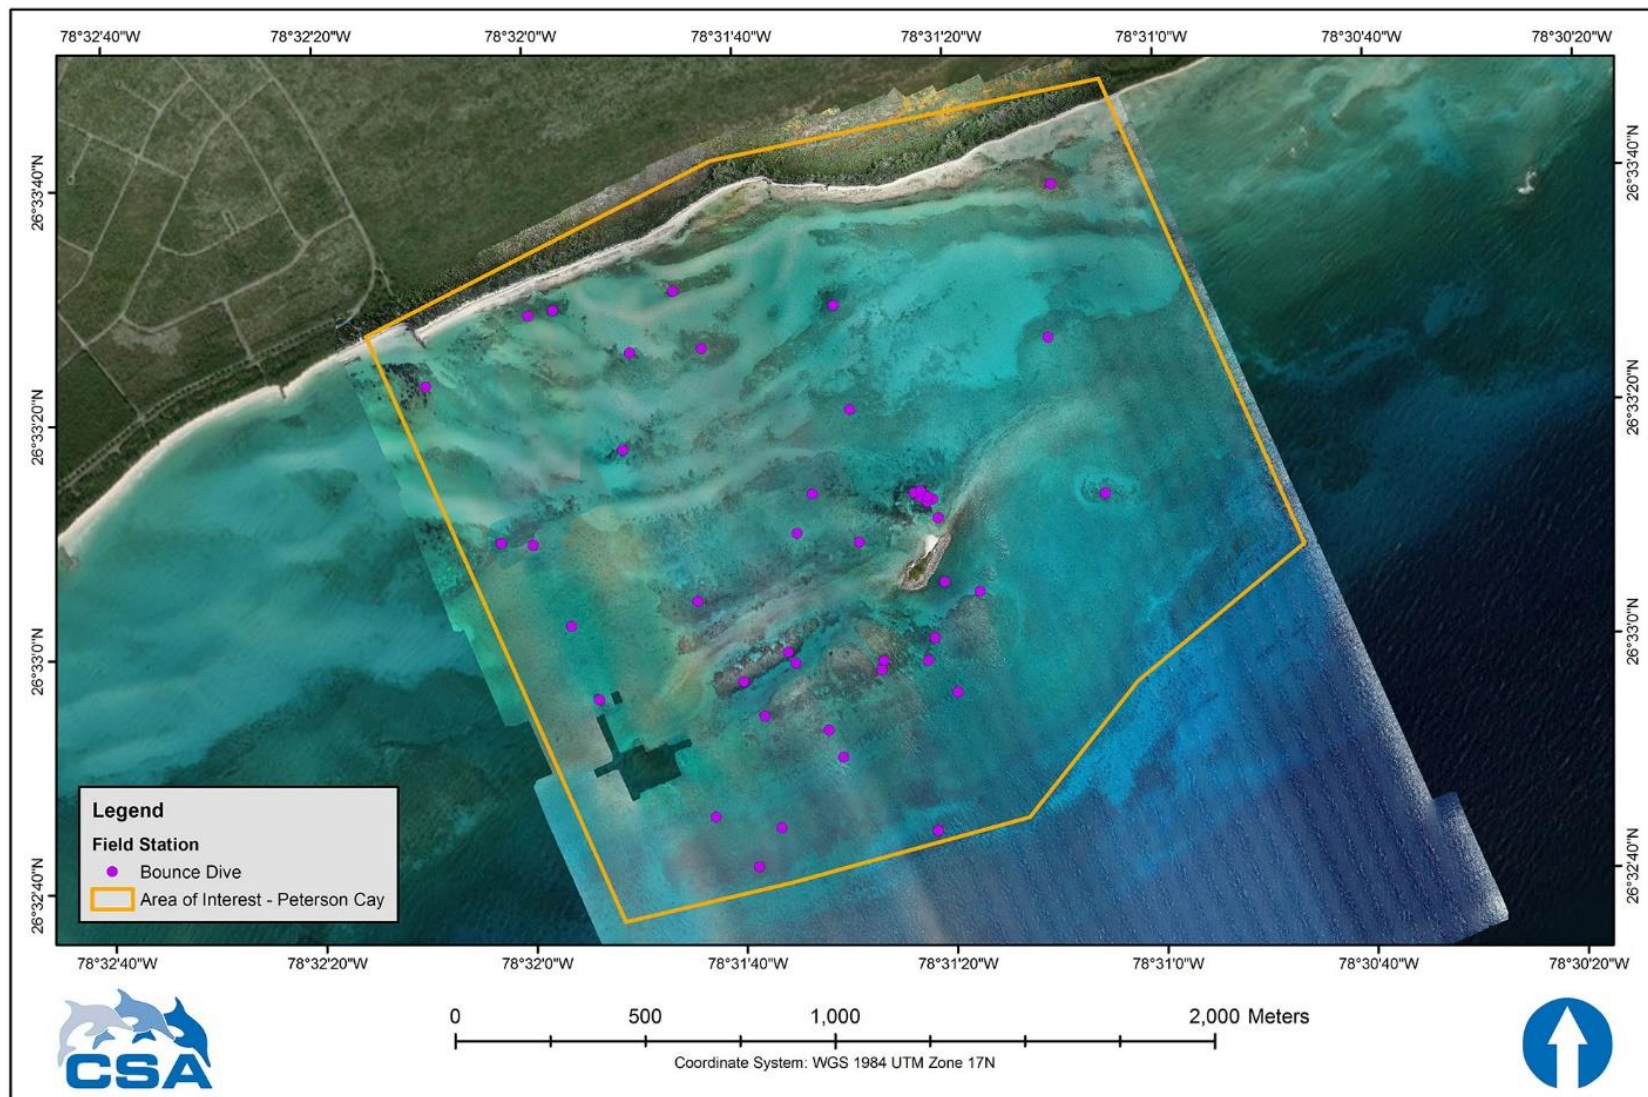 78°32'40"W 78°32'20"W 78°32'0"W 78°31'40"W 78°31'20"W 78°31'0"W 78°30'40"W 78°30'20"W
26°33'40"N
26°33'20"N
26°33'0"N
26°32'40"N
26°33'40"N
26°33'20"N
26°33'0"N
26°32'40"N
Legend
Field Station
Bounce Dive
Area of Interest - Peterson Cay
78°32'40"W 78°32'20"W 78°32'0"W 78°31'40"W 78°31'20"W 78°31'0"W 78°30'40"W 78°30'20"W
CSA
0 500 1,000 2,000 Meters
Coordinate System: WGS 1984 UTM Zone 17N